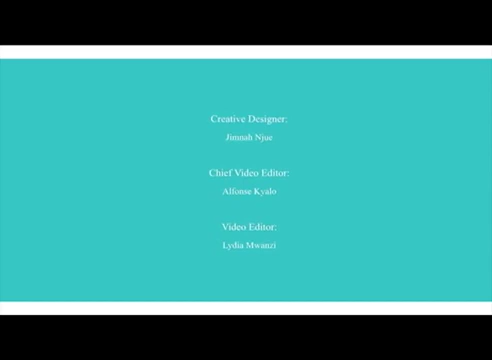 Creative Designer:
Jimnah Njue
Chief Video Editor:
Alfonse Kyalo
Video Editor:
Lydia Mwanzi